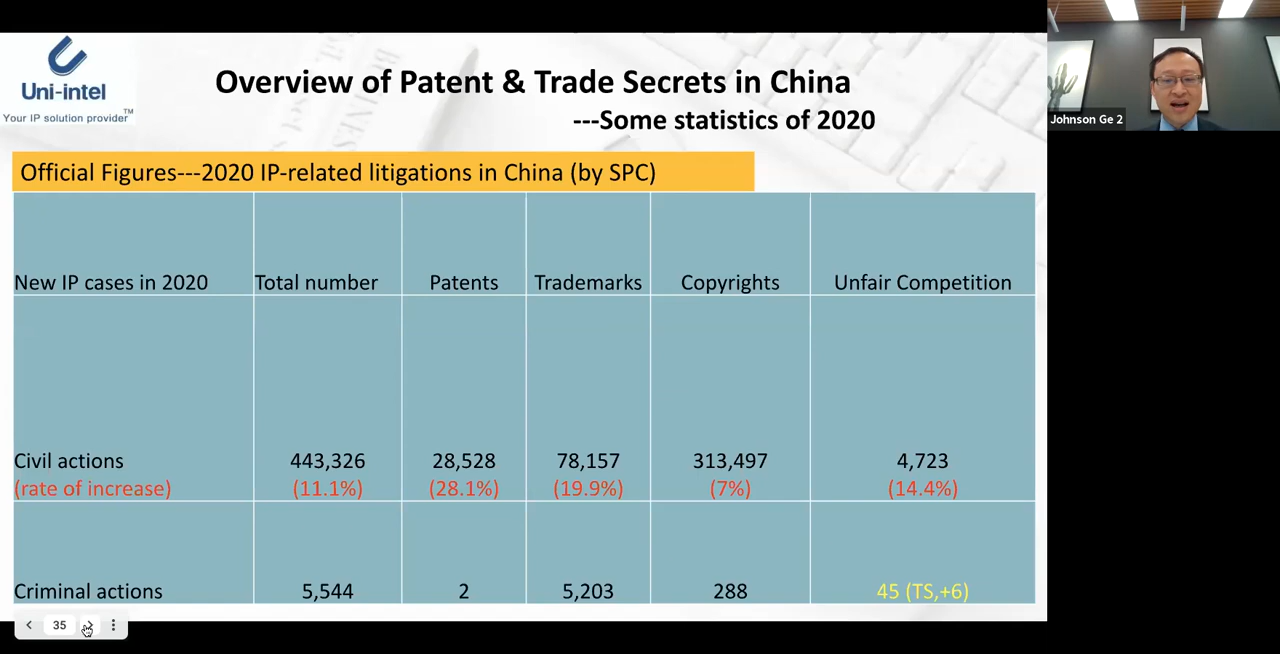 Uni-intel
Your IP solution provider™
Overview of Patent & Trade Secrets in China
---Some statistics of 2020
Johnson Ge 2
Official Figures---2020 IP-related litigations in China (by SPC)
New IP cases in 2020 Total number Patents Trademarks Copyrights Unfair Competition
Civil actions 443,326 28,528 78,157 313,497 4,723
(rate of increase) (11.1%) (28.1%) (19.9%) (7%) (14.4%)
Criminal actions 5,544 2 5,203 288 45 (TS,+6)
35